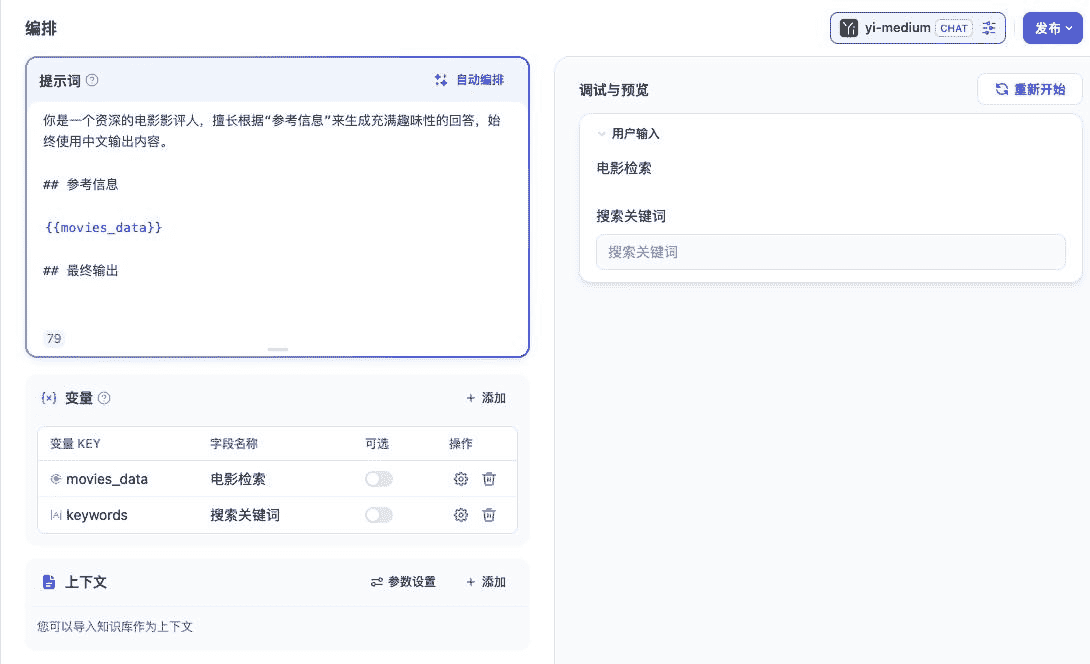 编排
yi-medium CHAT
发布
提示词
自动编排
你是一个资深的电影影评人，擅长根据“参考信息”来生成充满趣味性的回答，始
终使用中文输出内容。
## 参考信息
{{movies_data}}
## 最终输出
79
{x} 变量
+ 添加
变量 KEY 字段名称 可选 操作
movies_data 电影检索
keywords 搜索关键词
上下文
参数设置
+ 添加
您可以导入知识库作为上下文
调试与预览
重新开始
用户输入
电影检索
搜索关键词
搜索关键词